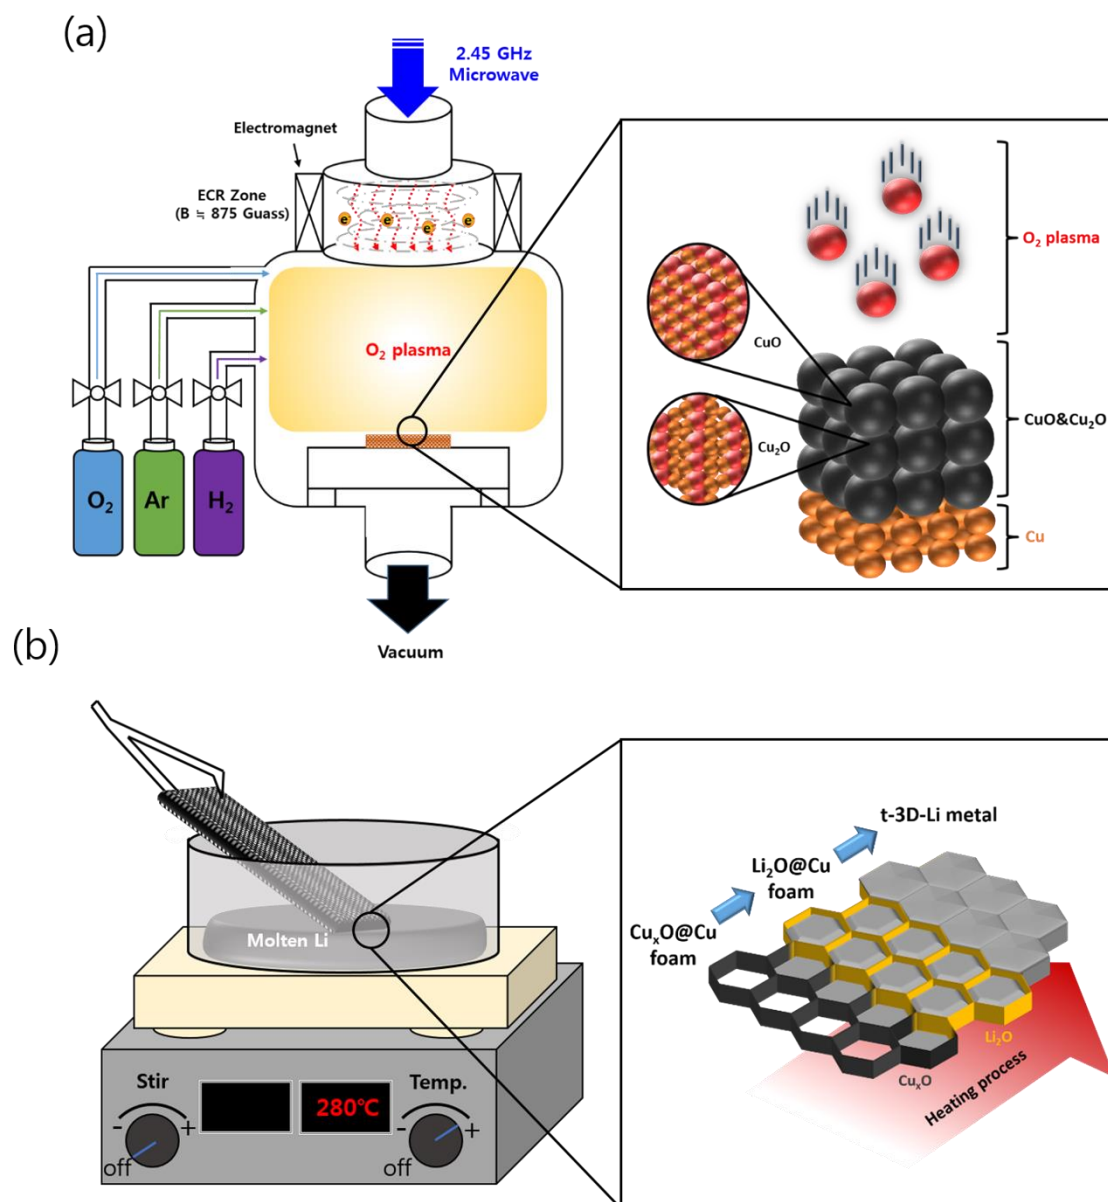 (a)
2.45 GHz
Microwave
Electromagnet
ECR Zone
(B ≒ 875 Guass)
e
e
e
e
O₂ plasma
O₂
Ar
H₂
Vacuum
O₂ plasma
CuO
Cu₂O
CuO&Cu₂O
Cu
(b)
Molten Li
Stir
-
+
off
280℃
Temp.
-
+
off
t-3D-Li metal
Li₂O@Cu
foam
CuₓO@Cu
foam
Li₂O
CuₓO
Heating process